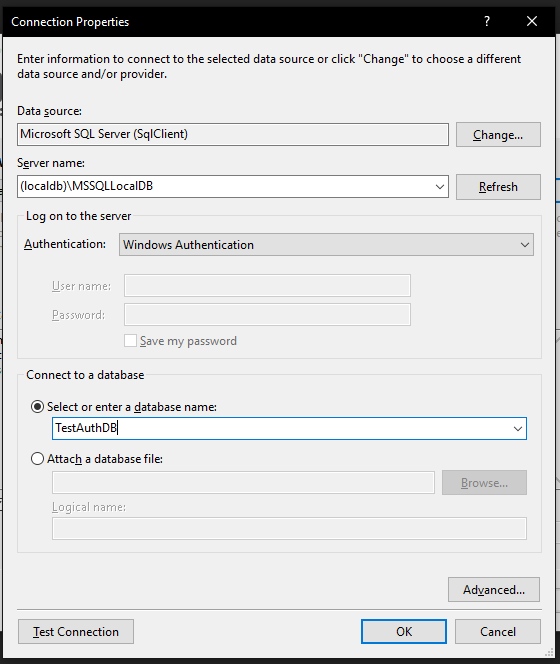 Connection Properties
?
Enter information to connect to the selected data source or click "Change" to choose a different
data source and/or provider.
Data source:
Microsoft SQL Server (SqlClient)
Change...
Server name:
(localdb)\MSSQLLocalDB
Refresh
Log on to the server
Authentication:
Windows Authentication
User name:
Password:
Save my password
Connect to a database
Select or enter a database name:
TestAuthDB
Attach a database file:
Browse...
Logical name:
Advanced...
Test Connection
OK
Cancel